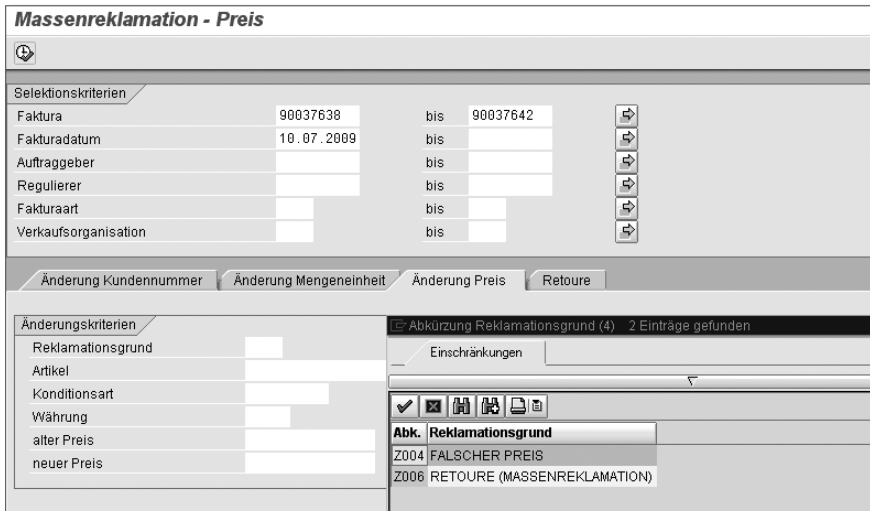 Massenreklamation - Preis
Selektionskriterien
Faktura 90037638 bis 90037642
Fakturadatum 10.07.2009 bis
Auftraggeber bis
Regulierer bis
Fakturaart bis
Verkaufsorganisation bis
Änderung Kundennummer Änderung Mengeneinheit Änderung Preis Retoure
Änderungskriterien
Reklamationsgrund
Artikel
Konditionsart
Währung
alter Preis
neuer Preis
Abkürzung Reklamationsgrund (4) 2 Einträge gefunden
Einschränkungen
Abk. Reklamationsgrund
Z004 FALSCHER PREIS
Z006 RETOURE (MASSENREKLAMATION)